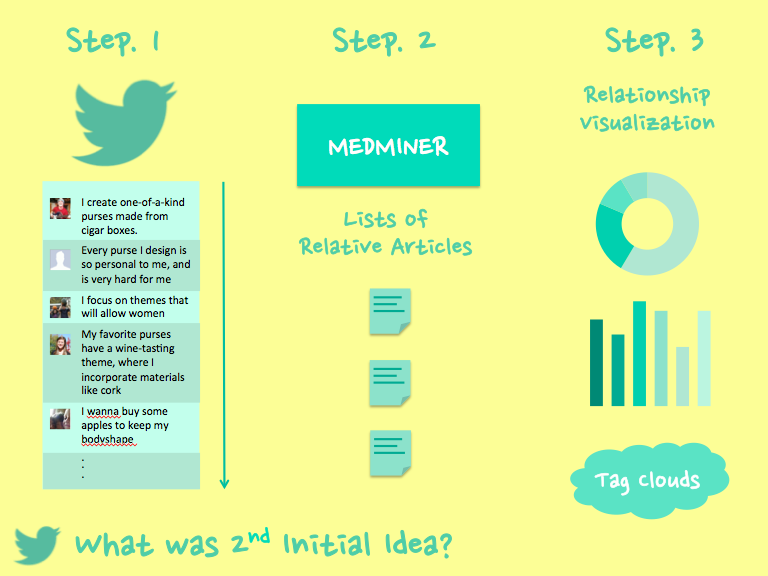 Step. 1
I create one-of-a-kind
purses made from
cigar boxes.
Every purse I design is
so personal to me, and
is very hard for me
I focus on themes that
will allow women
My favorite purses
have a wine-tasting
theme, where I
incorporate materials
like cork
I wanna buy some
apples to keep my
bodyshape
.
.
.
Step. 2
MEDMINER
Lists of
Relative Articles
Step. 3
Relationship
Visualization
Tag Clouds
What was 2nd Initial Idea?